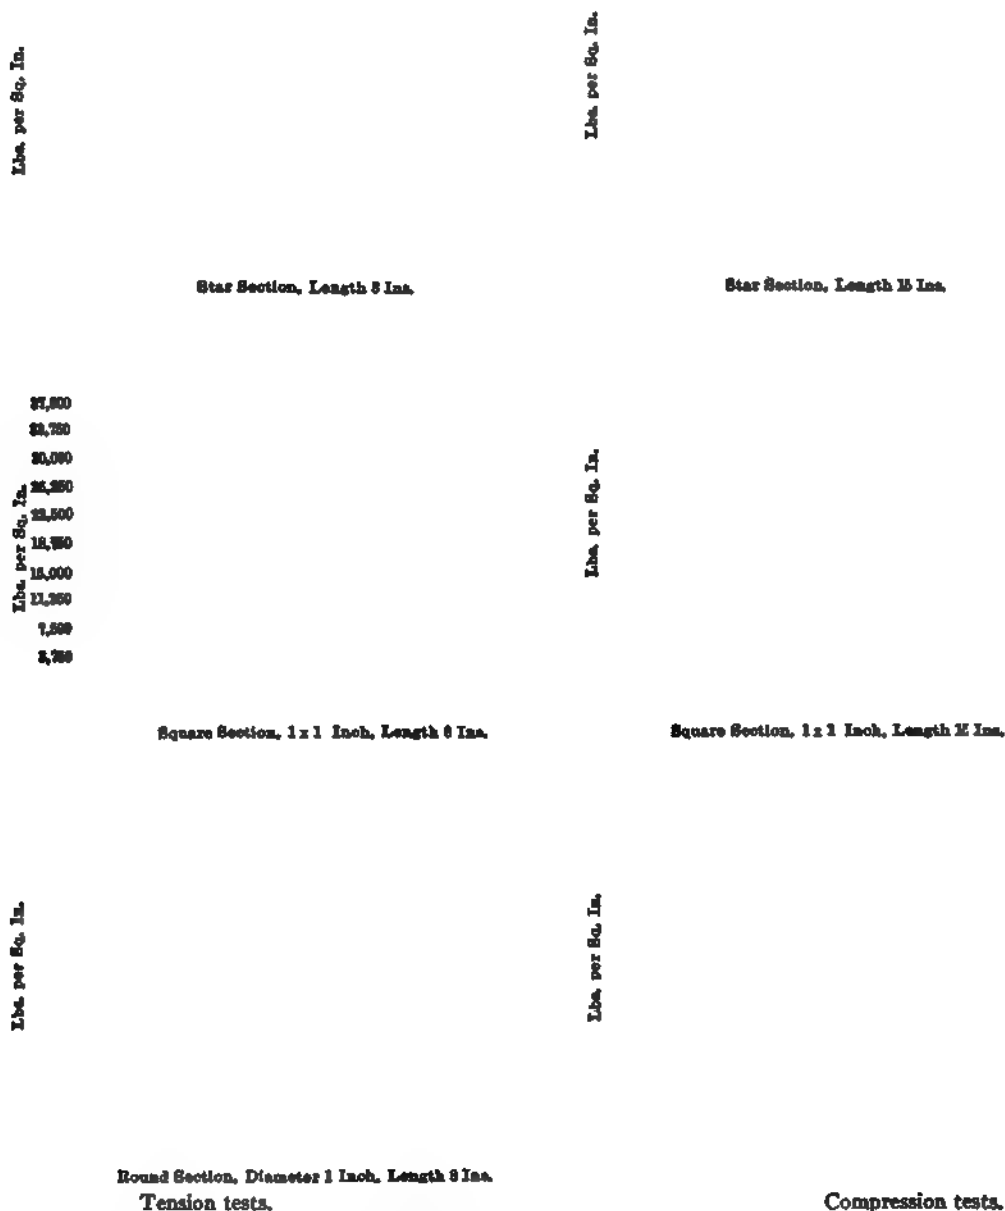 Lbs. per Sq. In.
Lbs. per Sq. In.
Star Section, Length 8 Ins.
Star Section, Length 15 Ins.
37,500
33,750
30,000
26,250
22,500
18,750
15,000
11,250
7,500
3,750
Lbs. per Sq. In.
Lbs. per Sq. In.
Square Section, 1 x 1 Inch, Length 8 Ins.
Square Section, 1 x 1 Inch, Length Ins.
Lbs. per Sq. In.
Lbs. per Sq. In.
Round Section, Diameter 1 Inch, Length 8 Ins.
Tension tests.
Compression tests.